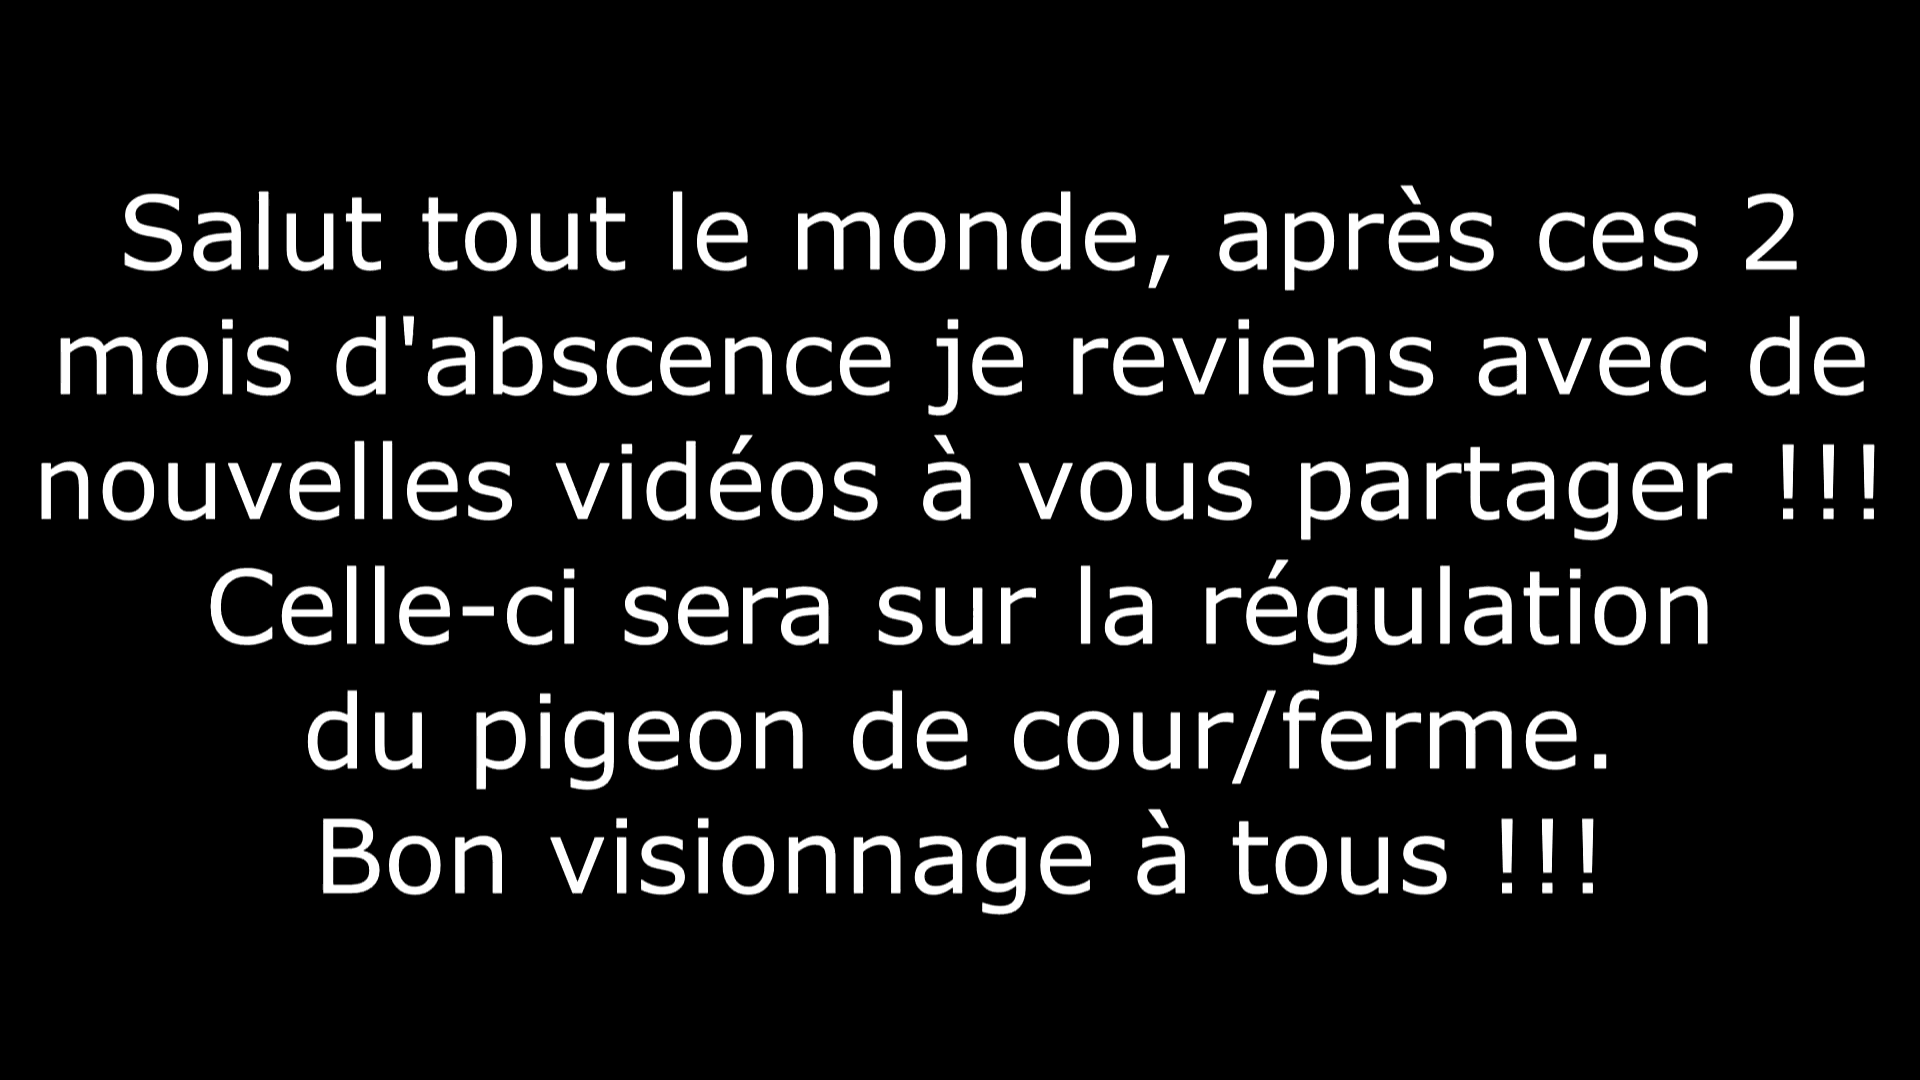 Salut tout le monde, après ces 2
mois d'abscence je reviens avec de
nouvelles vidéos à vous partager !!!
Celle-ci sera sur la régulation
du pigeon de cour/ferme.
Bon visionnage à tous !!!